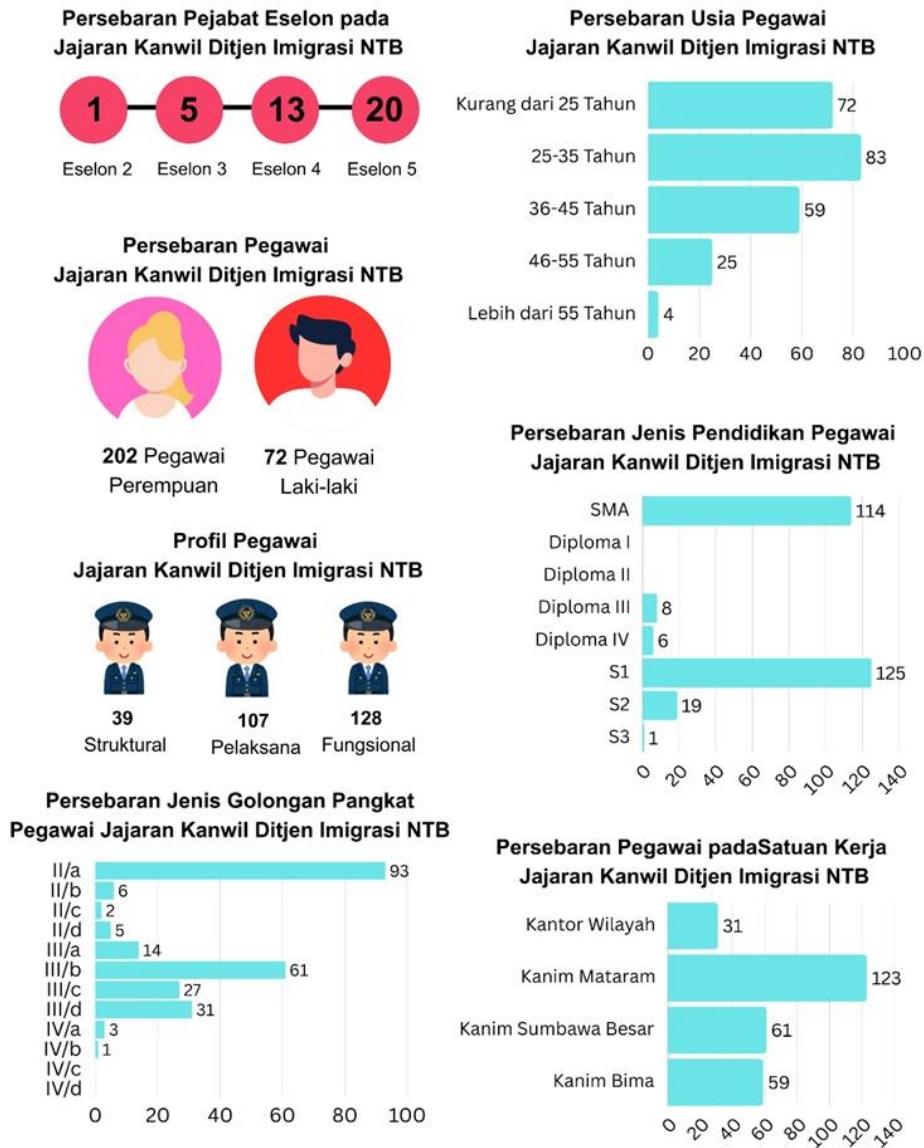 Persebaran Pejabat Eselon pada
Jajaran Kanwil Ditjen Imigrasi NTB
1
5
13
20
Eselon 2
Eselon 3
Eselon 4
Eselon 5
Persebaran Pegawai
Jajaran Kanwil Ditjen Imigrasi NTB
202 Pegawai
Perempuan
72 Pegawai
Laki-laki
Profil Pegawai
Jajaran Kanwil Ditjen Imigrasi NTB
39
Struktural
107
Pelaksana
128
Fungsional
Persebaran Jenis Golongan Pangkat
Pegawai Jajaran Kanwil Ditjen Imigrasi NTB
II/a 93
II/b 6
II/c 2
II/d 5
III/a 14
III/b 61
III/c 27
III/d 31
IV/a 3
IV/b 1
IV/c
IV/d
0 20 40 60 80 100
Persebaran Usia Pegawai
Jajaran Kanwil Ditjen Imigrasi NTB
Kurang dari 25 Tahun 72
25-35 Tahun 83
36-45 Tahun 59
46-55 Tahun 25
Lebih dari 55 Tahun 4
0 20 40 60 80 100
Persebaran Jenis Pendidikan Pegawai
Jajaran Kanwil Ditjen Imigrasi NTB
SMA 114
Diploma I
Diploma II
Diploma III 8
Diploma IV 6
S1 125
S2 19
S3 1
0 20 40 60 80 100 120 140
Persebaran Pegawai padaSatuan Kerja
Jajaran Kanwil Ditjen Imigrasi NTB
Kantor Wilayah 31
Kanim Mataram 123
Kanim Sumbawa Besar 61
Kanim Bima 59
0 20 40 60 80 100 120 140